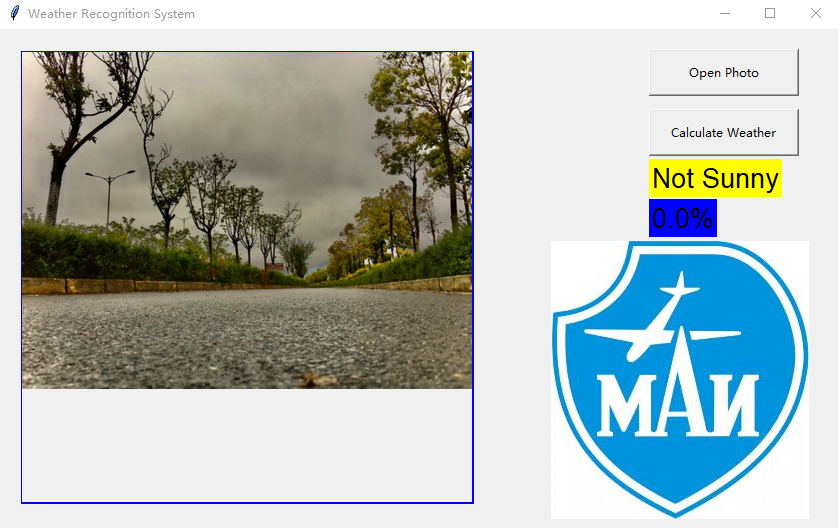 Weather Recognition System
Open Photo
Calculate Weather
Not Sunny
0.0%
МАИ